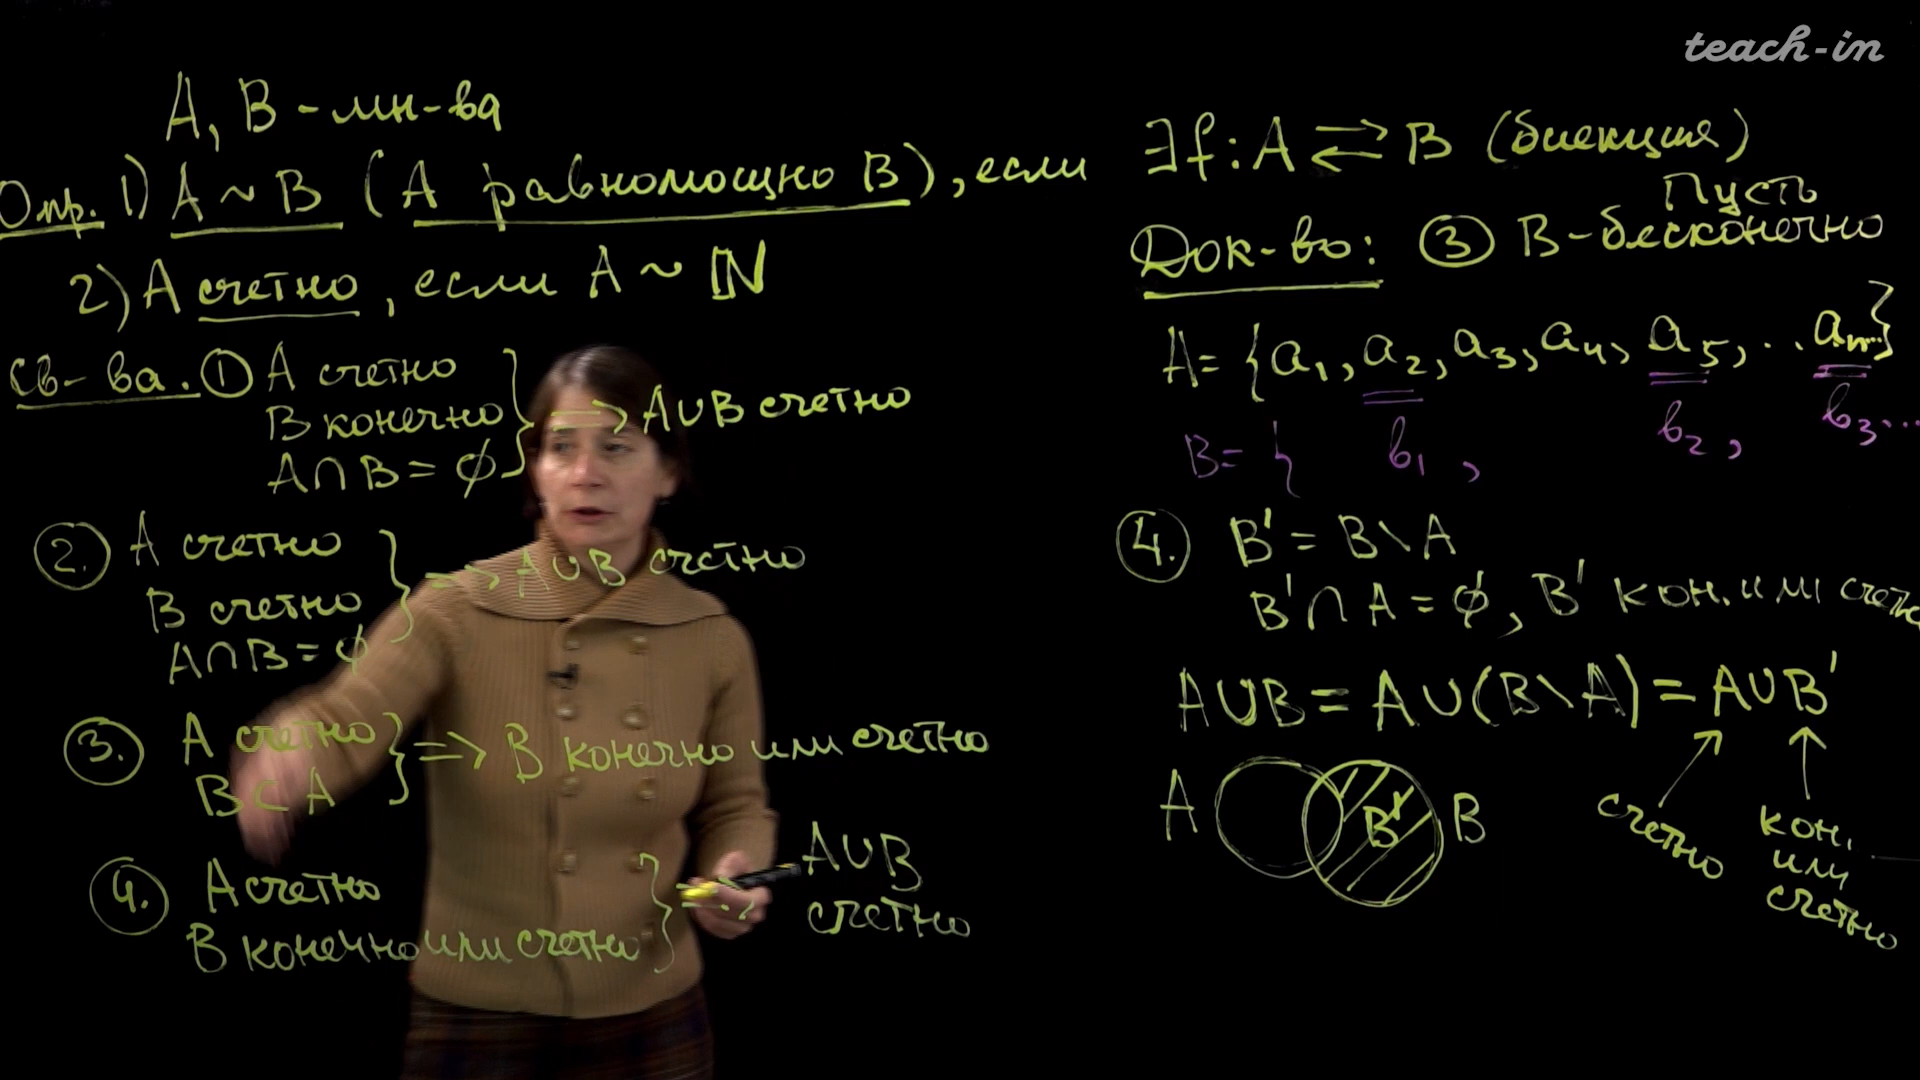 teach-in
A, B - мн-ва
Опр. 1) A ~ B (A равномощно B), если
2) A счетно, если A ~ ℕ
Св-ва. ① A счетно
B конечно
A∩B = ∅
=> A∪B счетно
②. A счетно
B счетно
A∩B = ∅
=> A∪B счетно
③. A счетно
B⊂A
=> B конечно или счетно
④. A счетно
B конечно или счетно
=> A∪B
счетно
∃f: A ⇄ B (биекция)
Пусть
Док-во: ③ B - бесконечно
A = {a₁, a₂, a₃, a₄, a₅, ... aₙ...}
B = { b₁, b₂, b₃...
④. B' = B\A
B'∩A = ∅, B' кон. или
A∪B = A∪(B\A) = A∪B'
A B' B
счетно
кон.
или
счетно